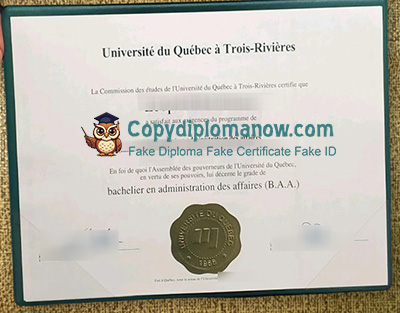 Université du Québec à Trois-Rivières
La Commission des études de l'Université du Québec à Trois-Rivières certifie que
a satisfait aux exigences du programme de
des affaires
Copydiplomanow.com
Fake Diploma Fake Certificate Fake ID
En foi de quoi l'Assemblée des gouverneurs de l'Université du Québec,
en vertu de ses pouvoirs, lui décerne le grade de
bachelier en administration des affaires (B.A.A.)
UNIVERSITÉ DU QUÉBEC
1968